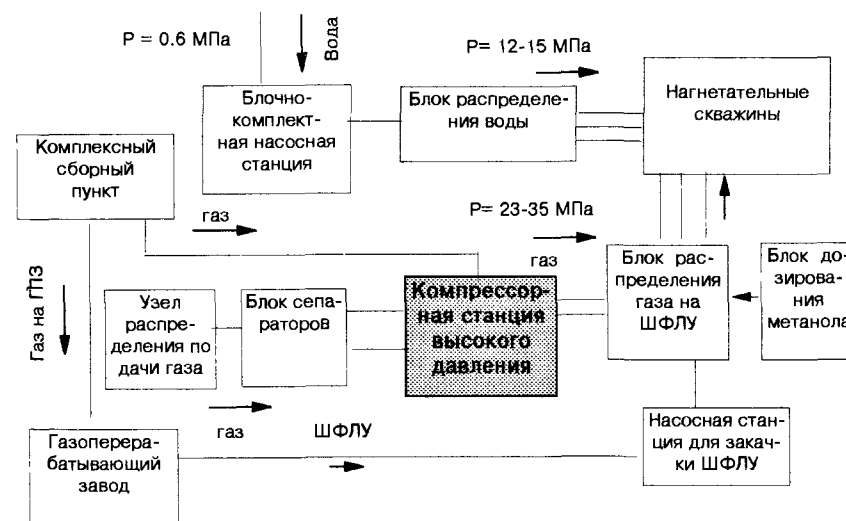 P = 0.6 МПа
Вода
P= 12-15 МПа
Блочно-
комплект-
ная насосная
станция
Блок распределе-
ния воды
Нагнетательные
скважины
Комплексный
сборный
пункт
газ
P= 23-35 МПа
газ
Газ на ГПЗ
Узел
распре-
деления по
дачи газа
Блок сепа-
раторов
Компрессор-
ная станция
высокого
давления
Блок рас-
пределения
газа на
ШФЛУ
Блок до-
зирова-
ния
метанола
газ
ШФЛУ
Газоперера-
батывающий
завод
Насосная стан-
ция для закач-
ки ШФЛУ